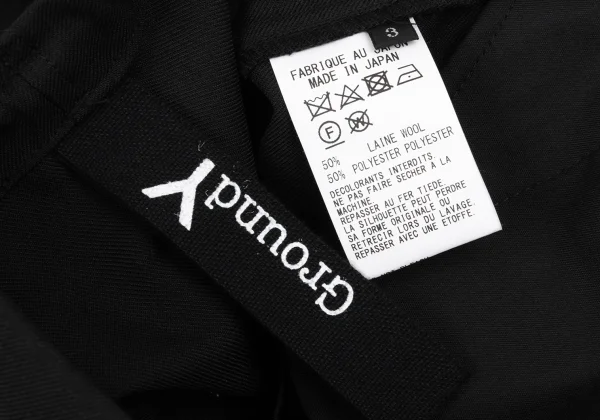 3
FABRIQUE AU JAPON
MADE IN JAPAN
F W
50% LAINE WOOL
50% POLYESTER POLYESTER
DECOLORANTS INTERDITS
NE PAS FAIRE SECHER À LA
MACHINE
REPASSER AU FER TIEDE
LA SILHOUETTE PEUT PERDRE
SA FORME ORIGINALE OU
RETRECIR LORS DU LAVAGE.
REPASSER AVEC UNE ETOFFE.
GroundY